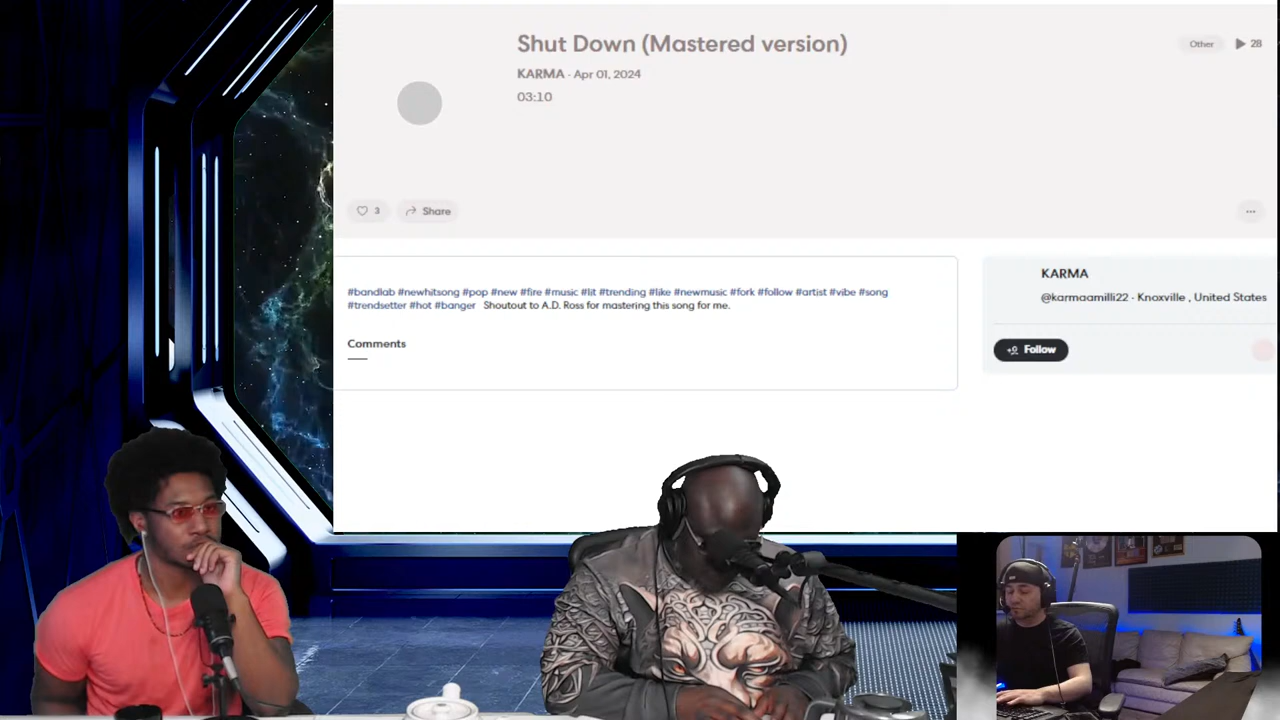 Shut Down (Mastered version)
Other
28
KARMA · Apr 01, 2024
03:10
3
Share
#bandlab #newhitsong #pop #new #fire #music #lit #trending #like #newmusic #fork #follow #artist #vibe #song
#trendsetter #hot #banger Shoutout to A.D. Ross for mastering this song for me.
Comments
KARMA
@karmaamilli22 · Knoxville , United States
Follow